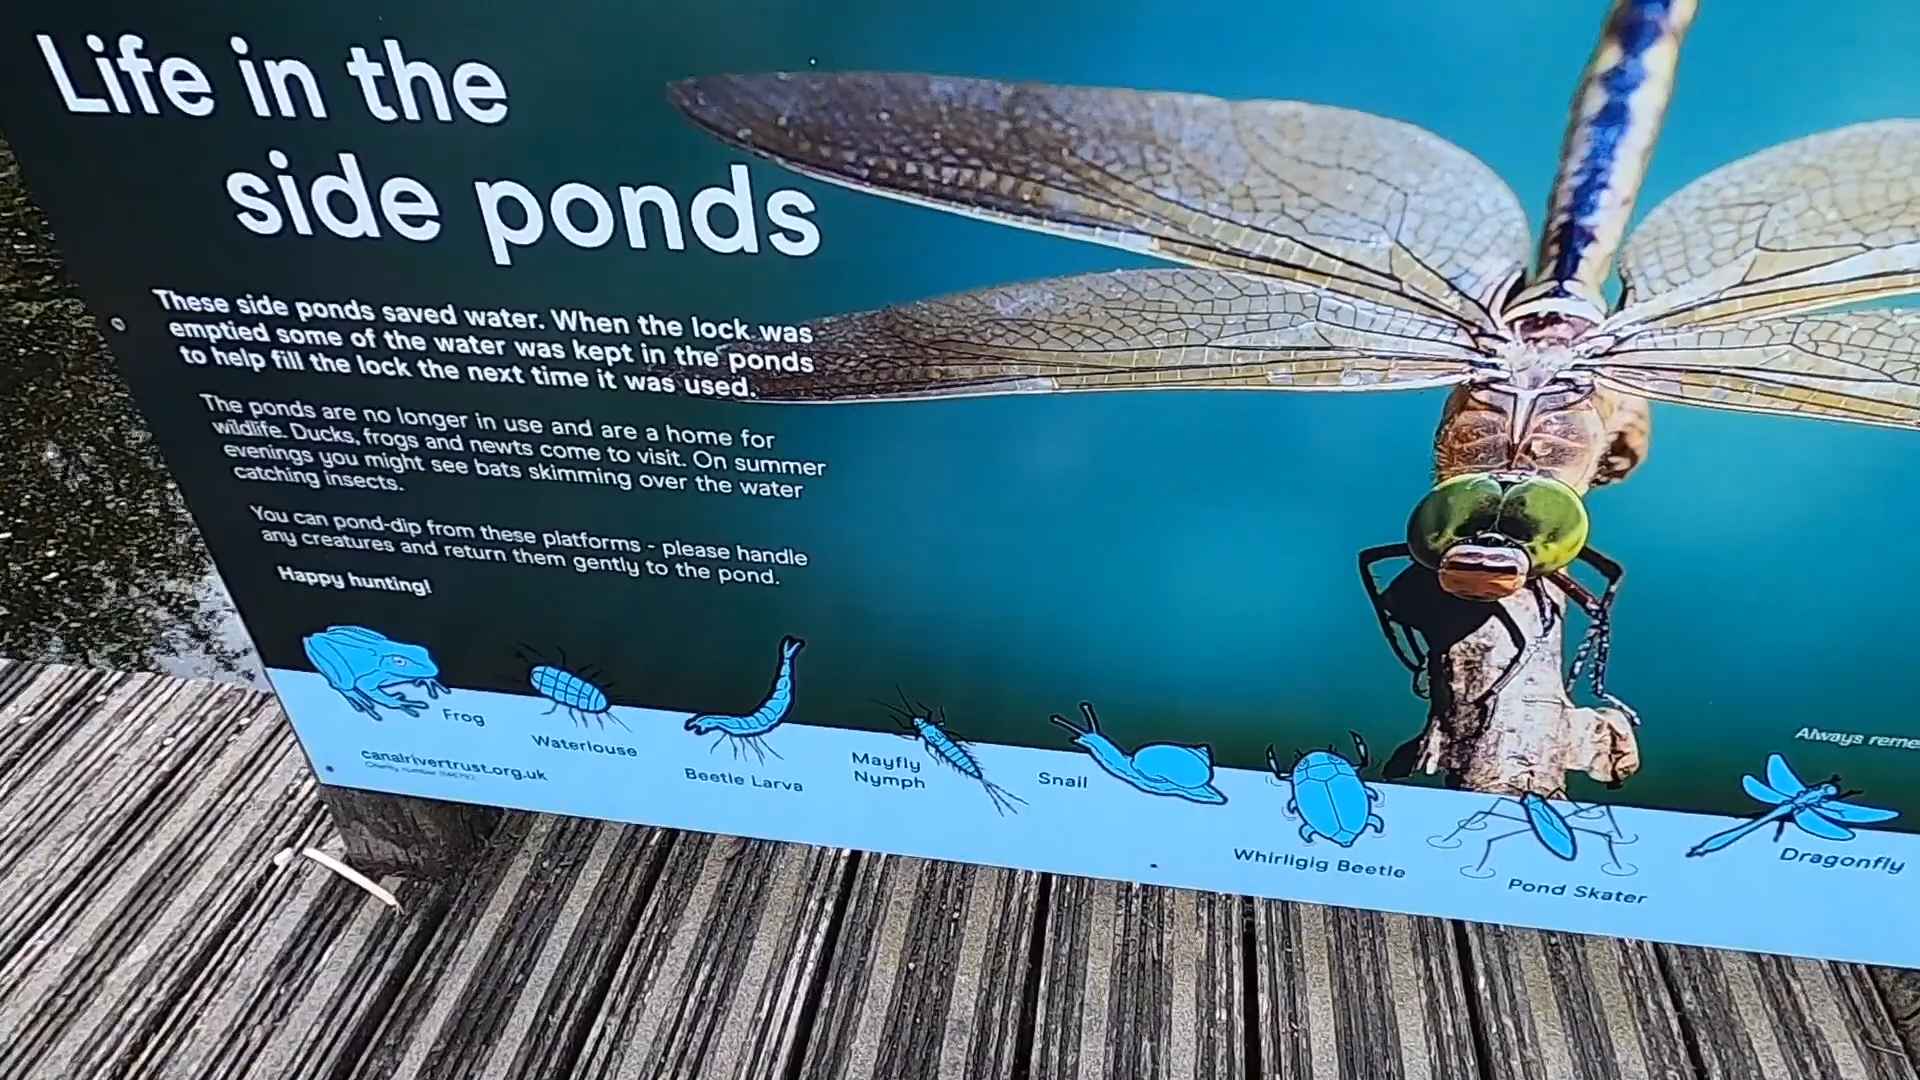 Life in the
side ponds
These side ponds saved water. When the lock was
emptied some of the water was kept in the ponds
to help fill the lock the next time it was used.
The ponds are no longer in use and are a home for
wildlife. Ducks, frogs and newts come to visit. On summer
evenings you might see bats skimming over the water
catching insects.
You can pond-dip from these platforms - please handle
any creatures and return them gently to the pond.
Happy hunting!
Frog
Waterlouse
Beetle Larva
Mayfly
Nymph
Snail
Whirligig Beetle
Pond Skater
Dragonfly
canalrivertrust.org.uk
Charity number
Always